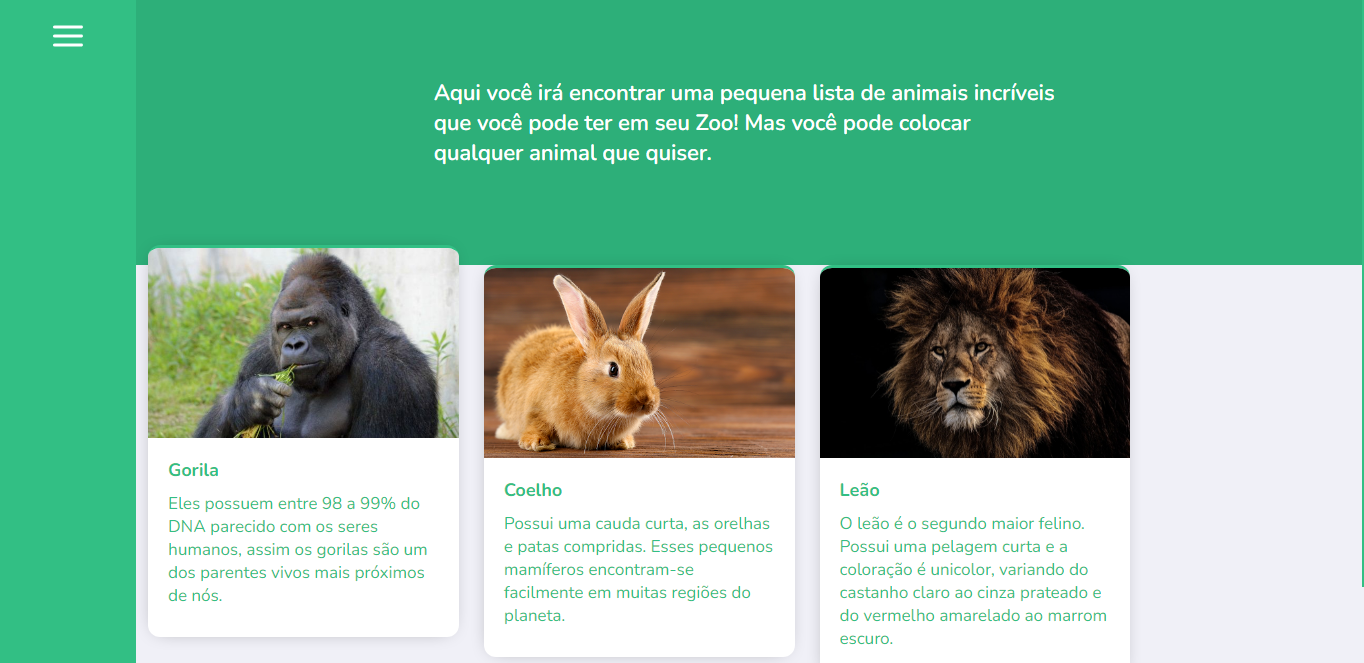 Aqui você irá encontrar uma pequena lista de animais incríveis
que você pode ter em seu Zoo! Mas você pode colocar
qualquer animal que quiser.
Gorila
Eles possuem entre 98 a 99% do
DNA parecido com os seres
humanos, assim os gorilas são um
dos parentes vivos mais próximos
de nós.
Coelho
Possui uma cauda curta, as orelhas
e patas compridas. Esses pequenos
mamíferos encontram-se
facilmente em muitas regiões do
planeta.
Leão
O leão é o segundo maior felino.
Possui uma pelagem curta e a
coloração é unicolor, variando do
castanho claro ao cinza prateado e
do vermelho amarelado ao marrom
escuro.